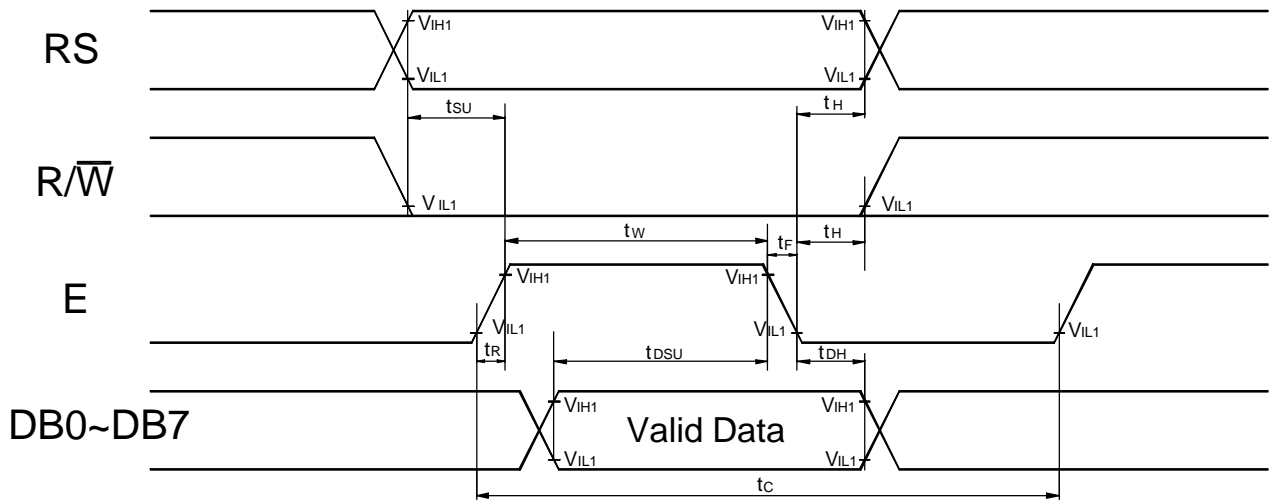 RS
VIH1
VIH1
VIL1
VIL1
tSU
tH
R/W̅
VIL1
VIL1
tW
tF
tH
E
VIH1
VIH1
VIL1
VIL1
VIL1
tR
tDSU
tDH
DB0~DB7
VIH1
Valid Data
VIH1
VIL1
VIL1
tC